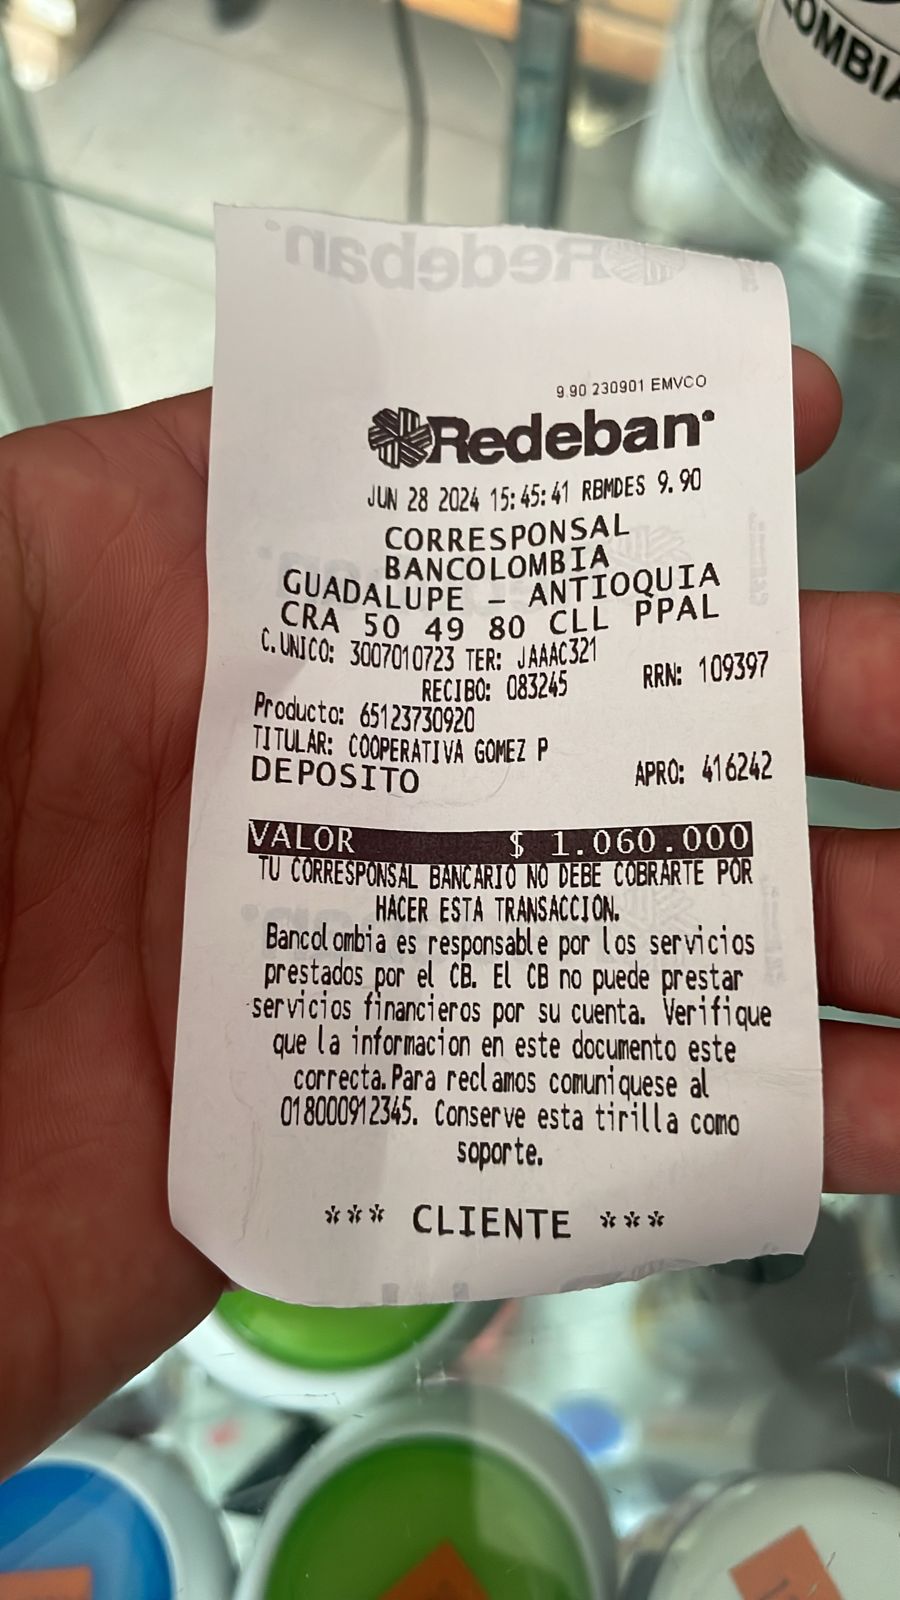 OMBIA
Redeban
9.90 230901 EMVCO
Redeban
JUN 28 2024 15:45:41 RBMDES 9.90
CORRESPONSAL
BANCOLOMBIA
GUADALUPE - ANTIOQUIA
CRA 50 49 80 CLL PPAL
C.UNICO: 3007010723 TER: JAAAC321
RECIBO: 083245 RRN: 109397
Producto: 65123730920
TITULAR: COOPERATIVA GOMEZ P
DEPOSITO APRO: 416242
VALOR $ 1.060.000
TU CORRESPONSAL BANCARIO NO DEBE COBRARTE POR
HACER ESTA TRANSACCION.
Bancolombia es responsable por los servicios
prestados por el CB. El CB no puede prestar
servicios financieros por su cuenta. Verifique
que la informacion en este documento este
correcta.Para reclamos comuniquese al
018000912345. Conserve esta tirilla como
soporte.
*** CLIENTE ***